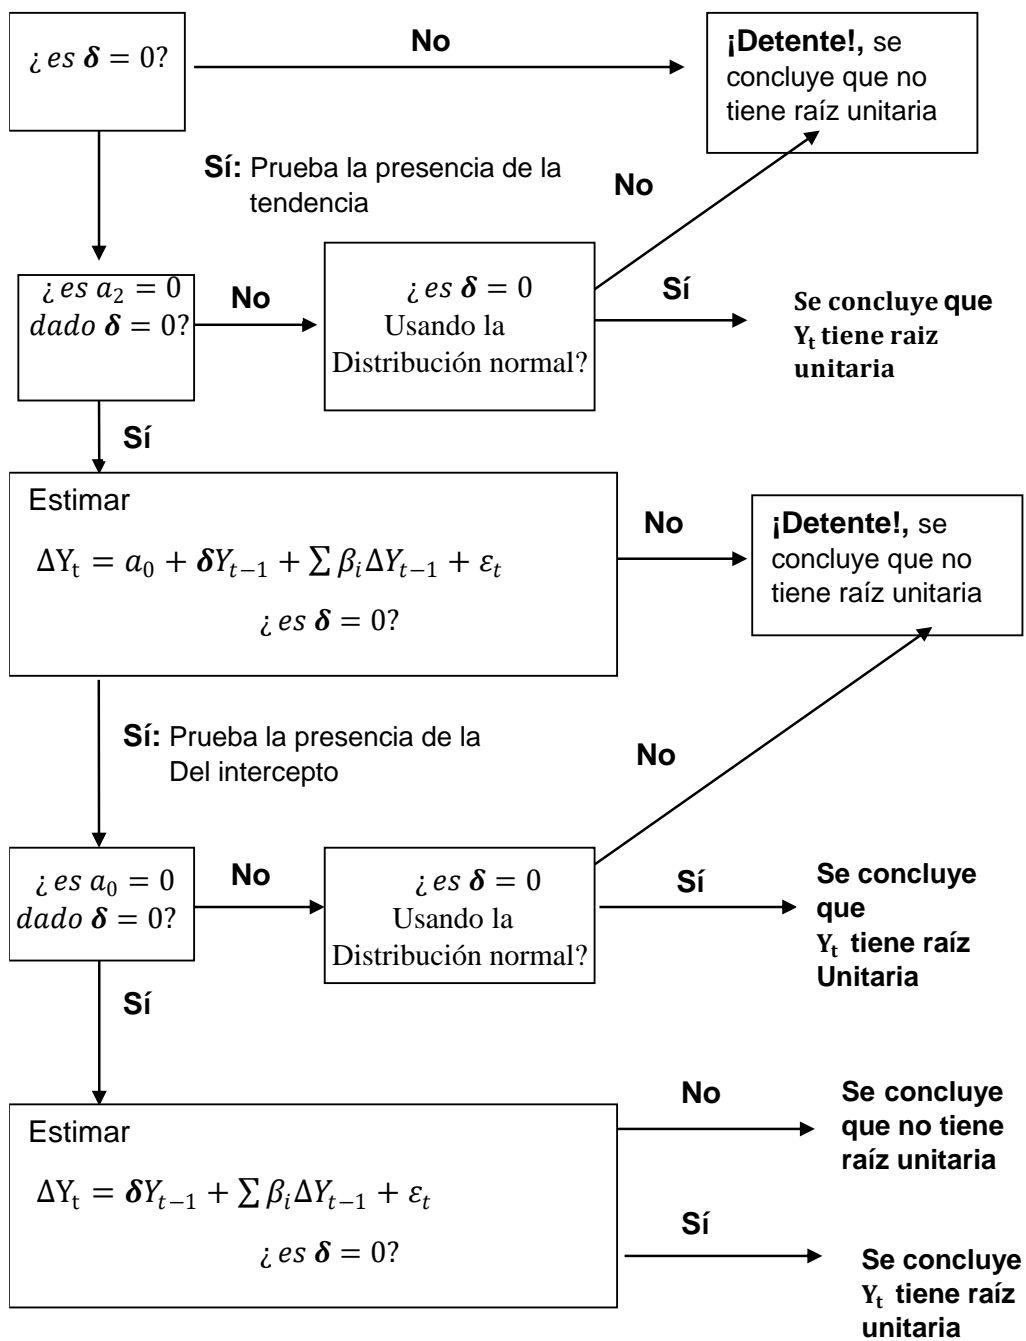 ¿ es δ = 0?
No
¡Detente!, se
concluye que no
tiene raíz unitaria
Sí: Prueba la presencia de la
tendencia
No
¿ es a₂ = 0
dado δ = 0?
No
¿ es δ = 0
Usando la
Distribución normal?
Sí
Se concluye que
Yₜ tiene raiz
unitaria
Sí
Estimar
ΔYₜ = a₀ + δYₜ₋₁ + ∑ βᵢΔYₜ₋₁ + εₜ
¿ es δ = 0?
No
¡Detente!, se
concluye que no
tiene raíz unitaria
Sí: Prueba la presencia de la
Del intercepto
No
¿ es a₀ = 0
dado δ = 0?
No
¿ es δ = 0
Usando la
Distribución normal?
Sí
Se concluye
que
Yₜ tiene raíz
Unitaria
Sí
Estimar
ΔYₜ = δYₜ₋₁ + ∑ βᵢΔYₜ₋₁ + εₜ
¿ es δ = 0?
No
Se concluye
que no tiene
raíz unitaria
Sí
Se concluye
Yₜ tiene raíz
unitaria